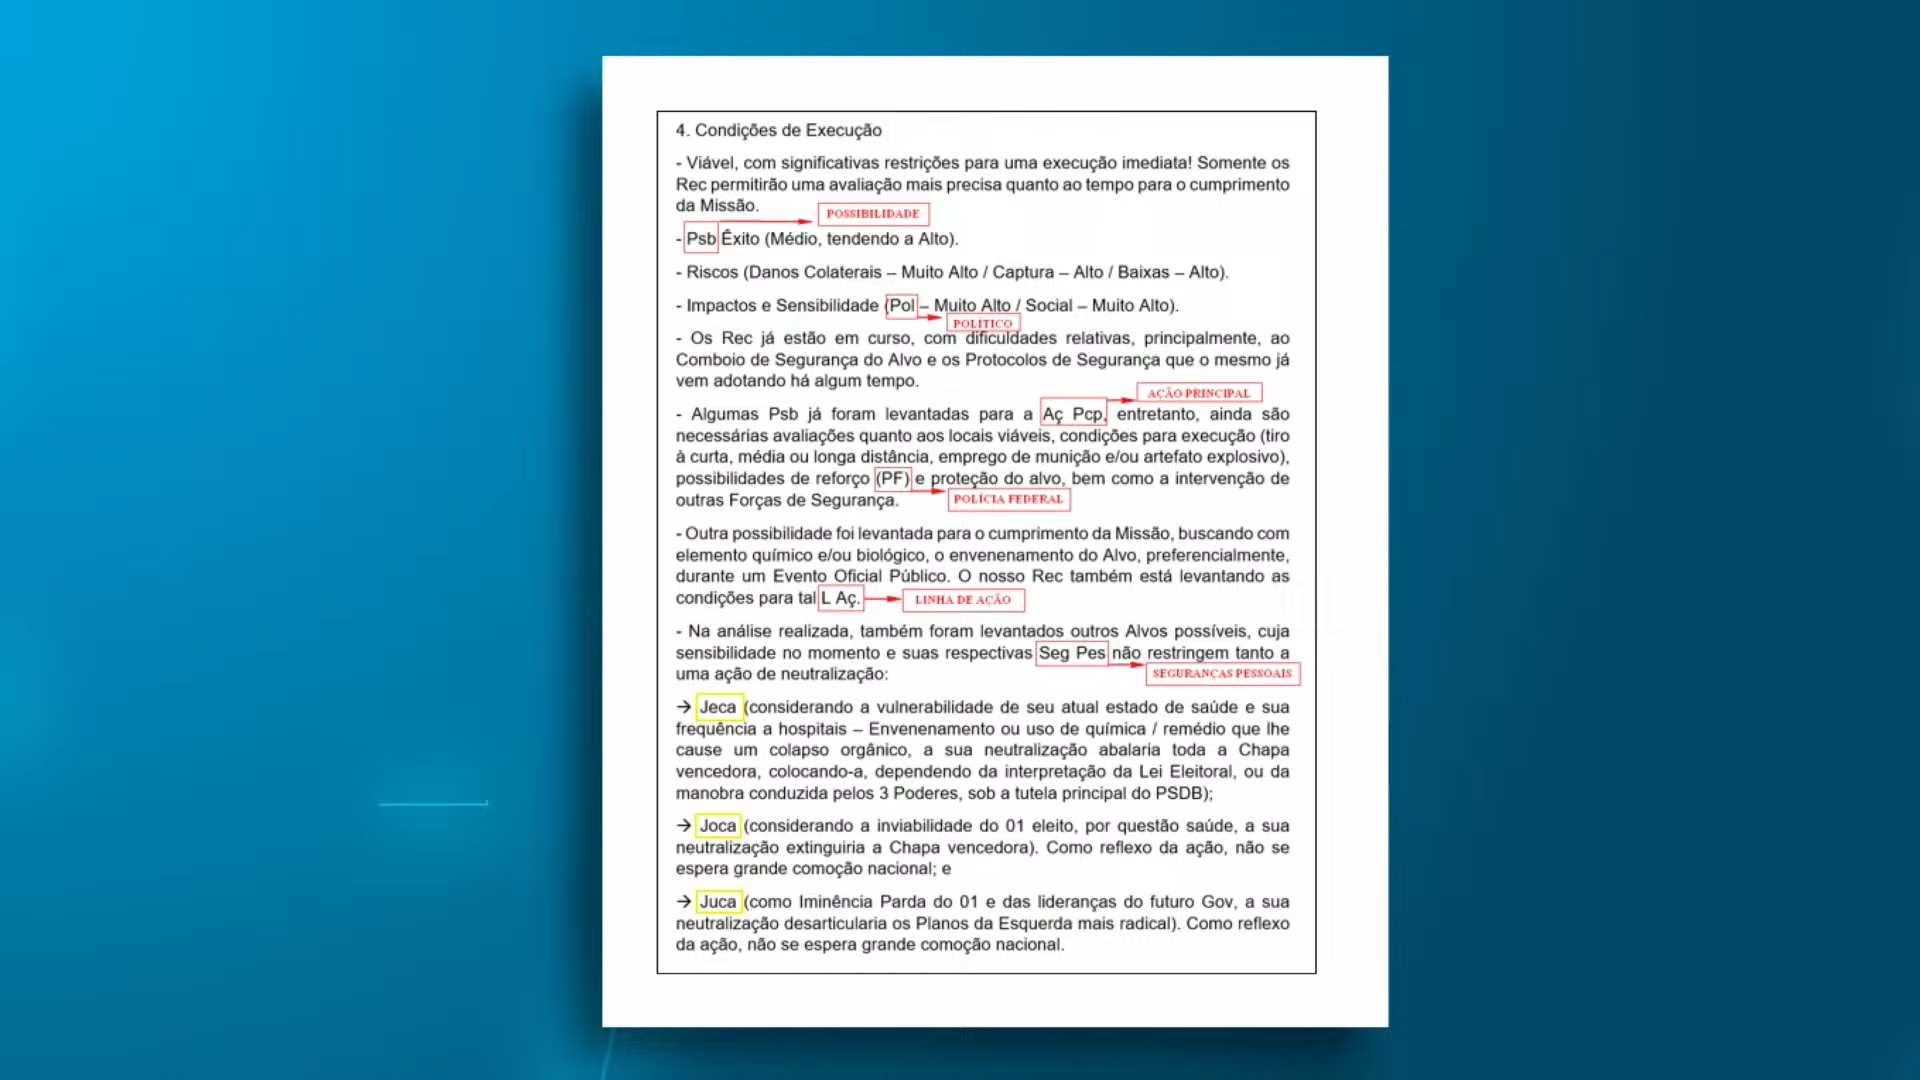 4. Condições de Execução
- Viável, com significativas restrições para uma execução imediata! Somente os
Rec permitirão uma avaliação mais precisa quanto ao tempo para o cumprimento
da Missão.
POSSIBILIDADE
- Psb Êxito (Médio, tendendo a Alto).
- Riscos (Danos Colaterais – Muito Alto / Captura – Alto / Baixas – Alto).
- Impactos e Sensibilidade (Pol – Muito Alto / Social – Muito Alto).
POLÍTICO
- Os Rec já estão em curso, com dificuldades relativas, principalmente, ao
Comboio de Segurança do Alvo e os Protocolos de Segurança que o mesmo já
vem adotando há algum tempo.
AÇÃO PRINCIPAL
- Algumas Psb já foram levantadas para a Aç Pcp, entretanto, ainda são
necessárias avaliações quanto aos locais viáveis, condições para execução (tiro
à curta, média ou longa distância, emprego de munição e/ou artefato explosivo),
possibilidades de reforço (PF) e proteção do alvo, bem como a intervenção de
outras Forças de Segurança.
POLÍCIA FEDERAL
- Outra possibilidade foi levantada para o cumprimento da Missão, buscando com
elemento químico e/ou biológico, o envenenamento do Alvo, preferencialmente,
durante um Evento Oficial Público. O nosso Rec também está levantando as
condições para tal L Aç.
LINHA DE AÇÃO
- Na análise realizada, também foram levantados outros Alvos possíveis, cuja
sensibilidade no momento e suas respectivas Seg Pes não restringem tanto a
uma ação de neutralização:
SEGURANÇAS PESSOAIS
→ Jeca (considerando a vulnerabilidade de seu atual estado de saúde e sua
frequência a hospitais – Envenenamento ou uso de química / remédio que lhe
cause um colapso orgânico, a sua neutralização abalaria toda a Chapa
vencedora, colocando-a, dependendo da interpretação da Lei Eleitoral, ou da
manobra conduzida pelos 3 Poderes, sob a tutela principal do PSDB);
→ Joca (considerando a inviabilidade do 01 eleito, por questão saúde, a sua
neutralização extinguiria a Chapa vencedora). Como reflexo da ação, não se
espera grande comoção nacional; e
→ Juca (como Iminência Parda do 01 e das lideranças do futuro Gov, a sua
neutralização desarticularia os Planos da Esquerda mais radical). Como reflexo
da ação, não se espera grande comoção nacional.